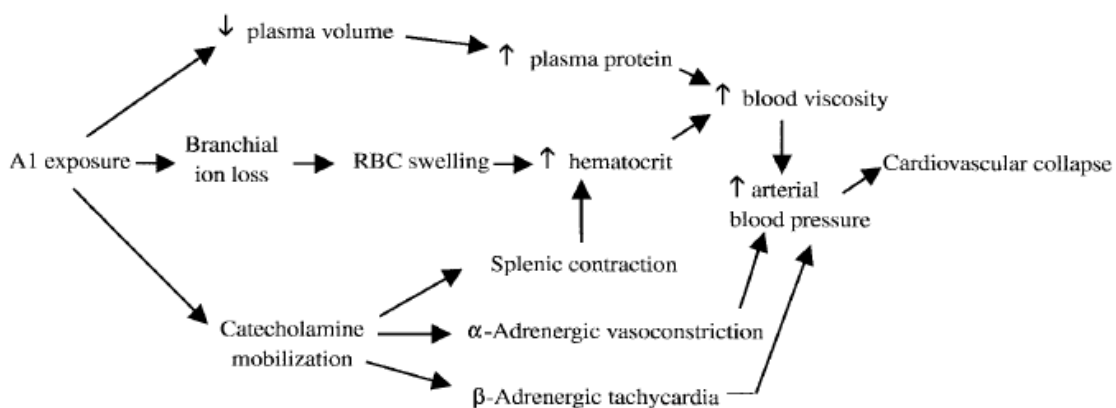 ↓ plasma volume
↑ plasma protein
↑ blood viscosity
A1 exposure
Branchial
ion loss
RBC swelling
↑ hematocrit
Cardiovascular collapse
↑ arterial
blood pressure
Splenic contraction
Catecholamine
mobilization
α-Adrenergic vasoconstriction
β-Adrenergic tachycardia